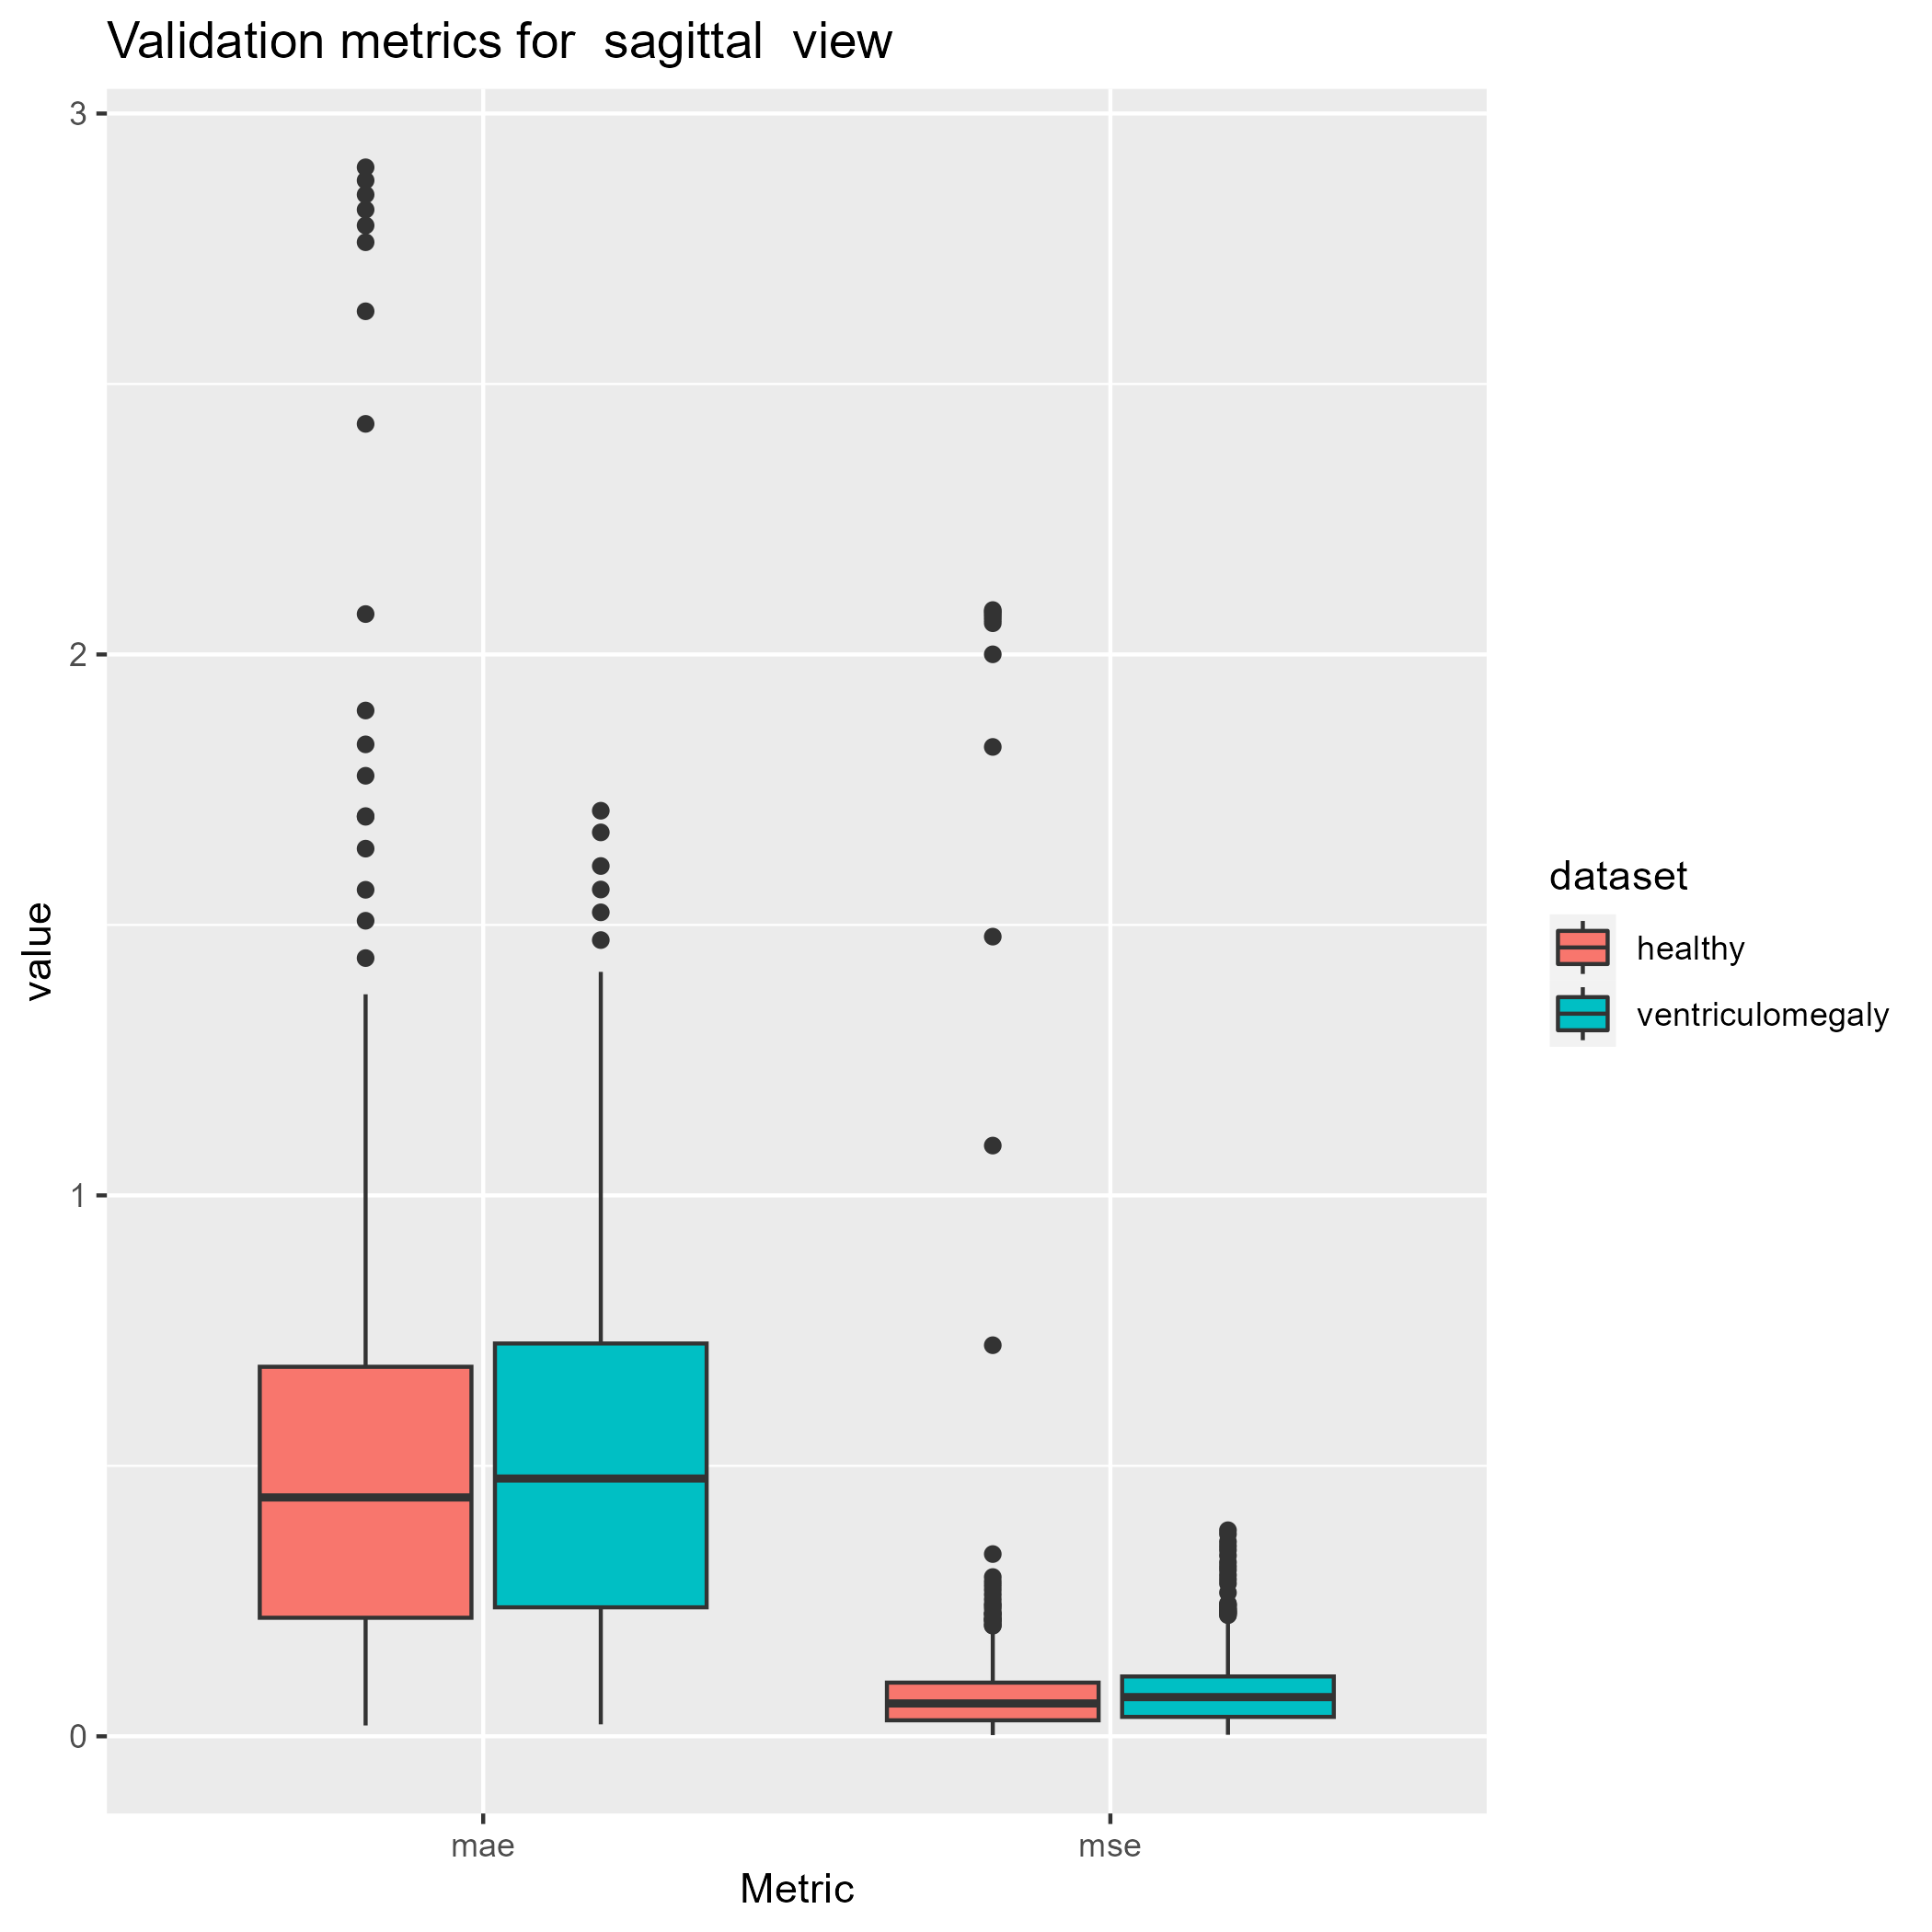 Validation metrics for  sagittal  view
3
2
1
0
value
mae
mse
Metric
dataset
healthy
ventriculomegaly